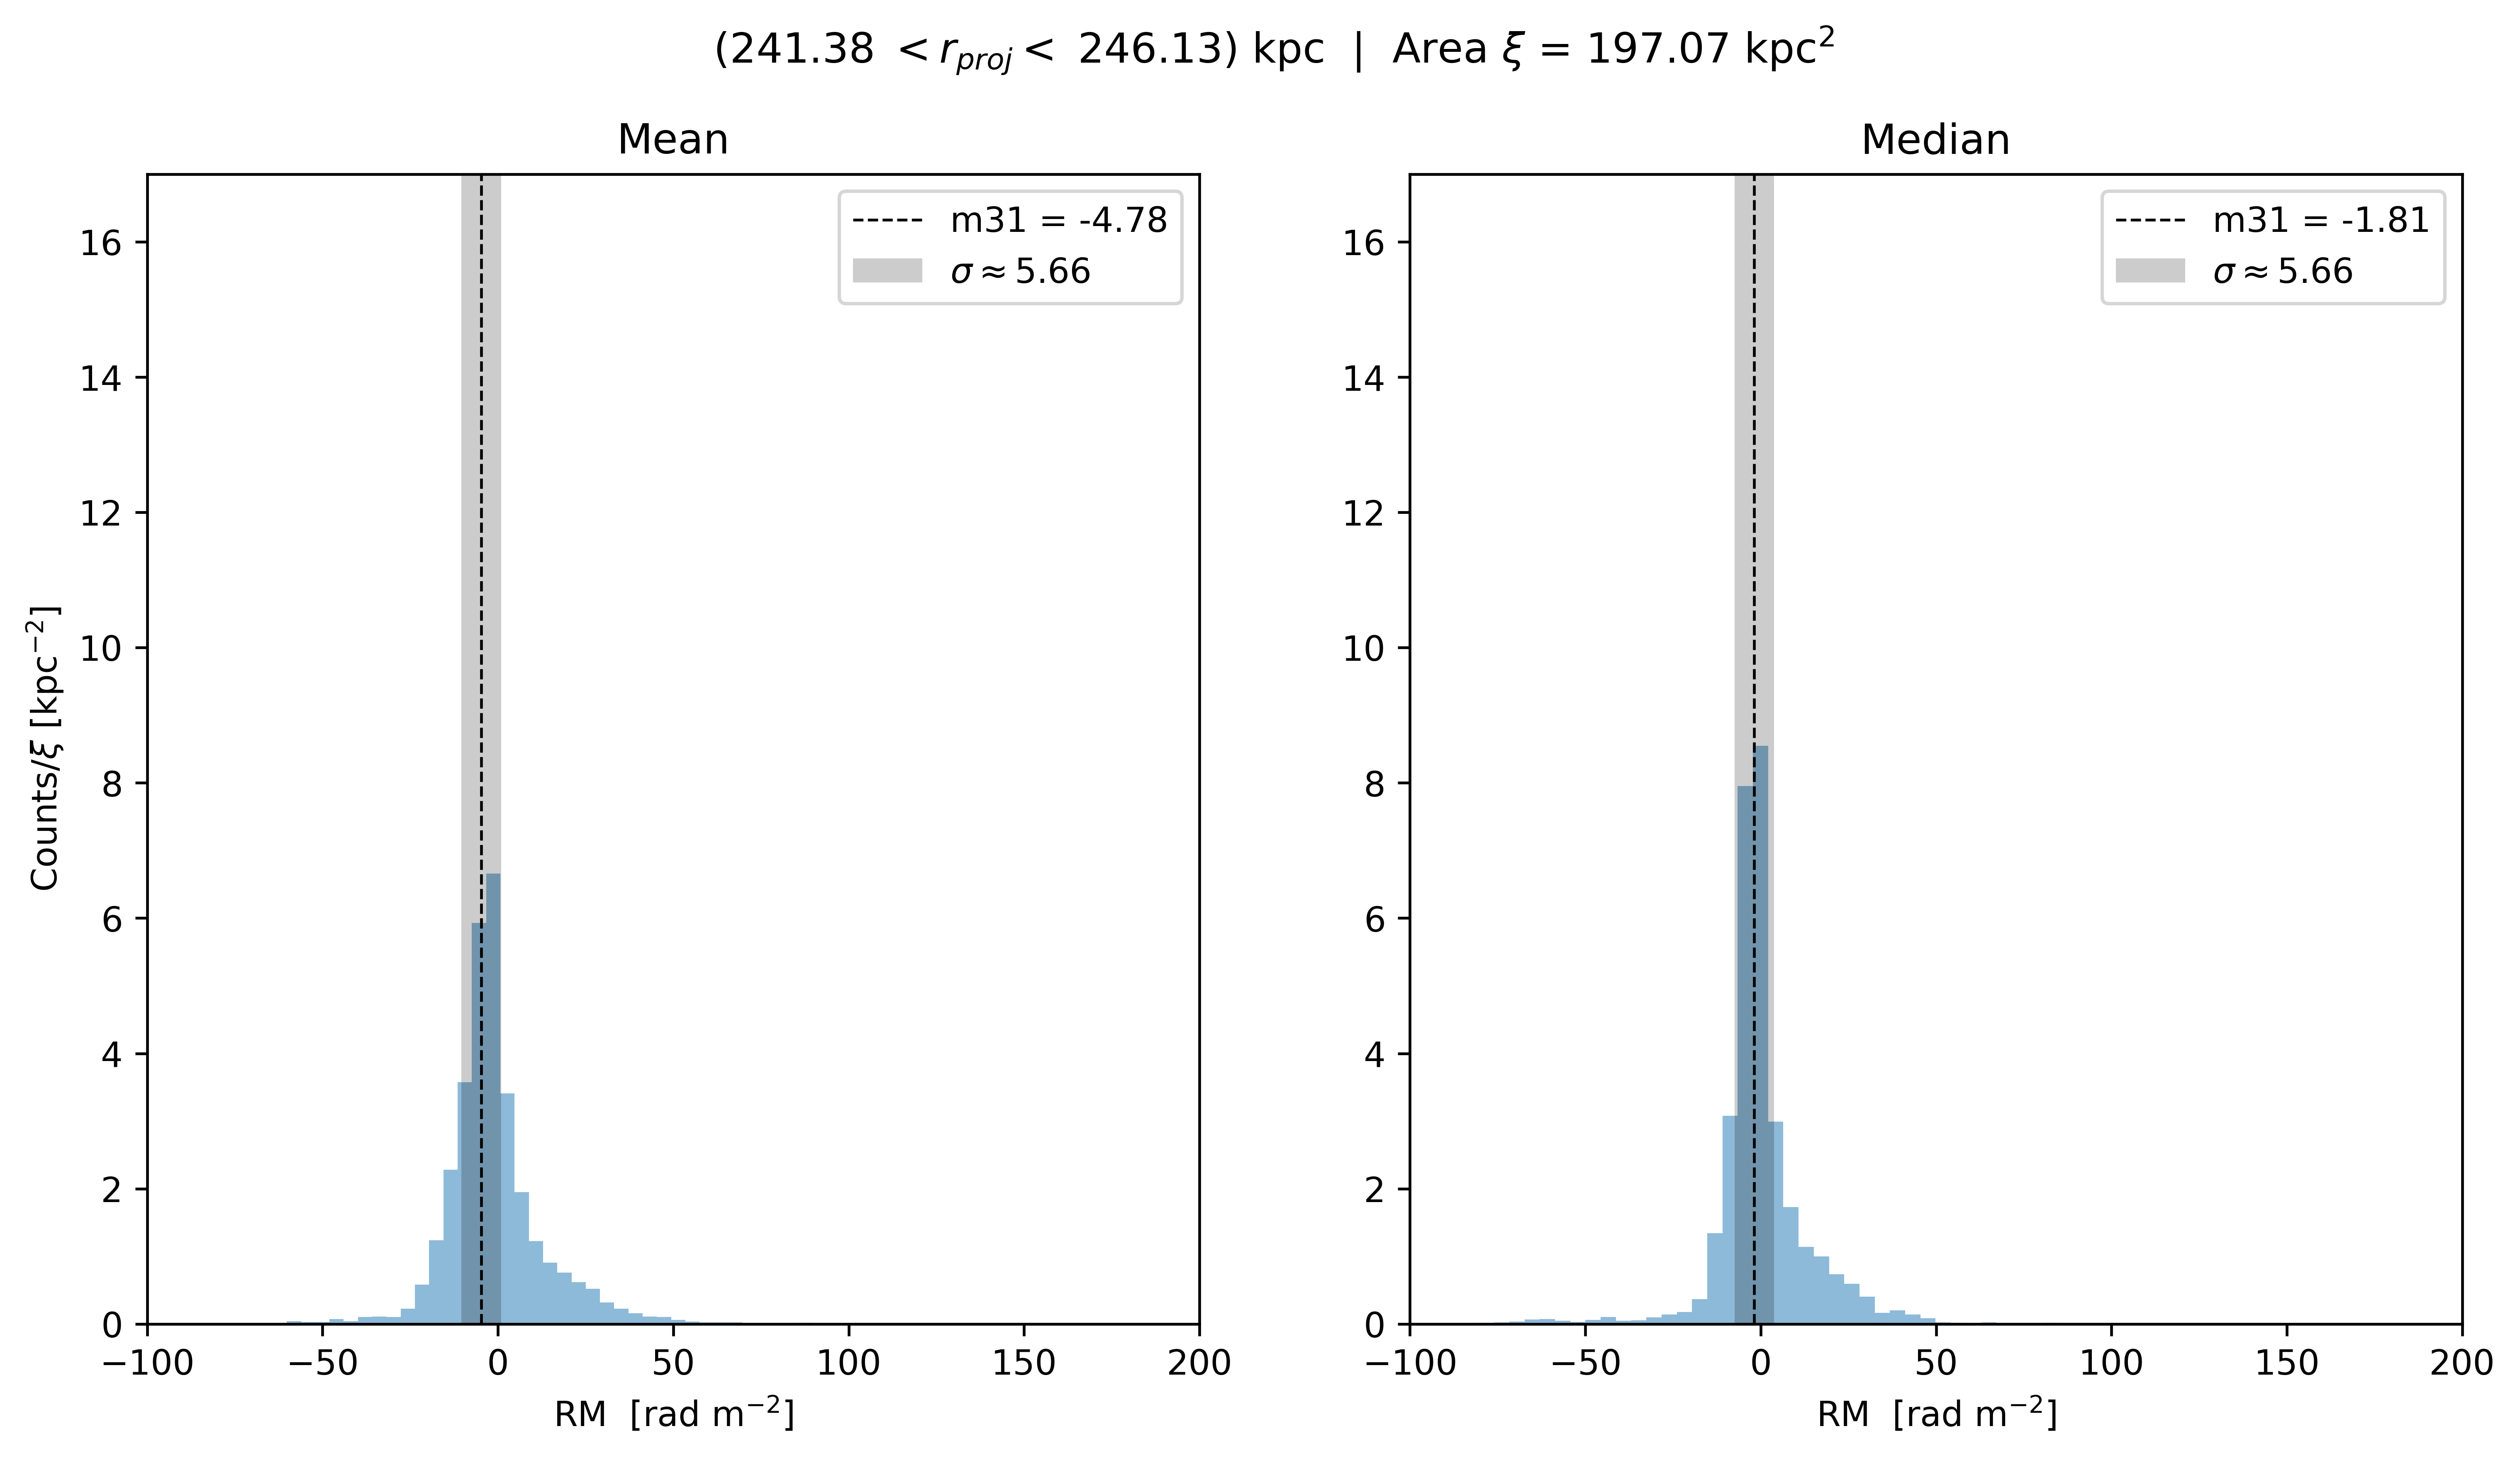 (241.38 < r_proj < 246.13) kpc | Area ξ = 197.07 kpc²
Mean
m31 = -4.78
σ ≈ 5.66
16
14
12
10
8
6
4
2
0
Counts/ξ [kpc⁻²]
−100 −50 0 50 100 150 200
RM [rad m⁻²]
Median
m31 = -1.81
σ ≈ 5.66
16
14
12
10
8
6
4
2
0
−100 −50 0 50 100 150 200
RM [rad m⁻²]